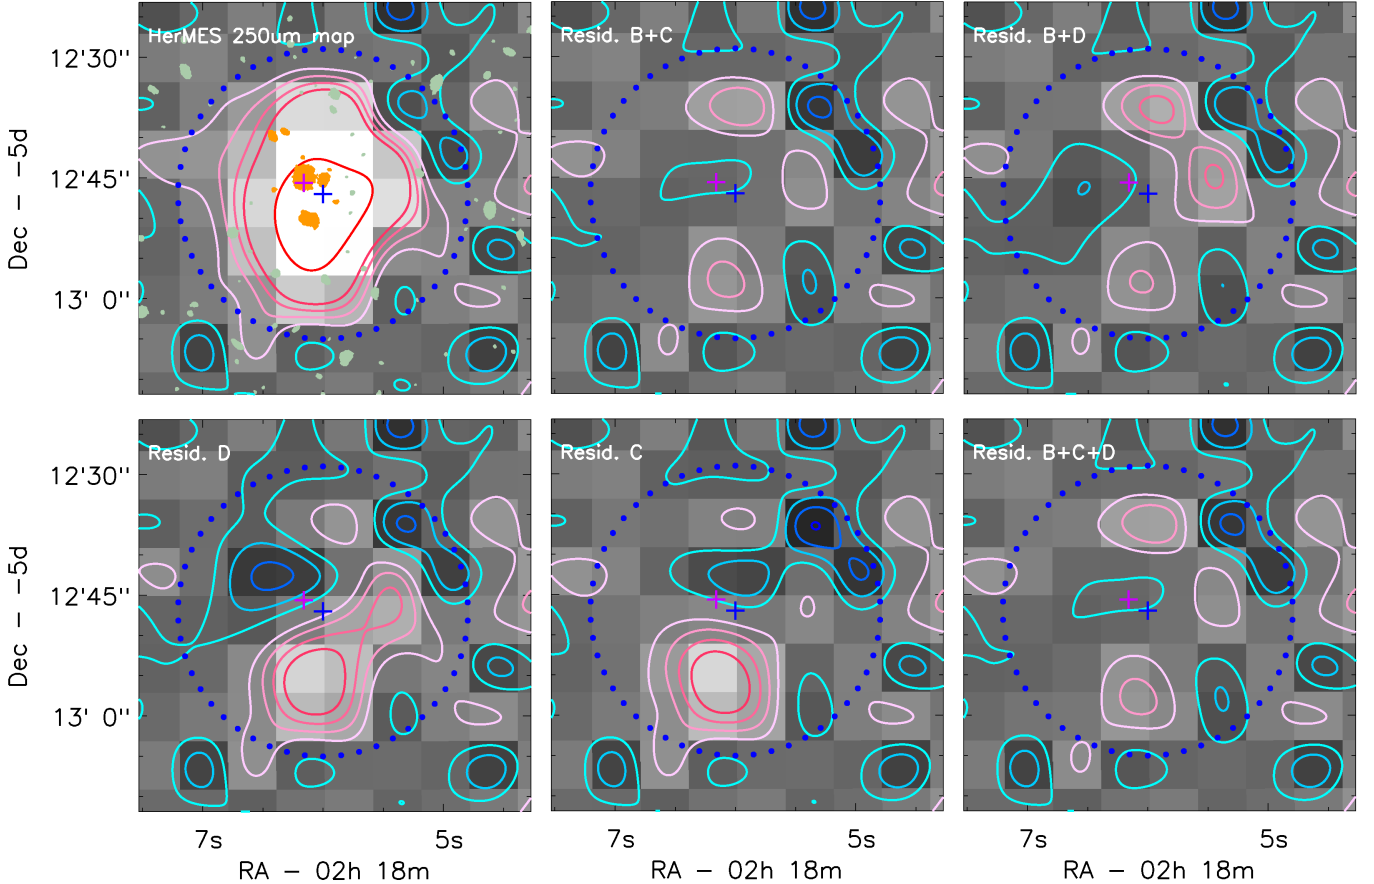 HerMES 250um map
Resid. B+C
Resid. B+D
12'30''
12'45''
13' 0''
Dec − −5d
Resid. D
Resid. C
Resid. B+C+D
12'30''
12'45''
13' 0''
Dec − −5d
7s
5s
7s
5s
7s
5s
RA − 02h 18m
RA − 02h 18m
RA − 02h 18m